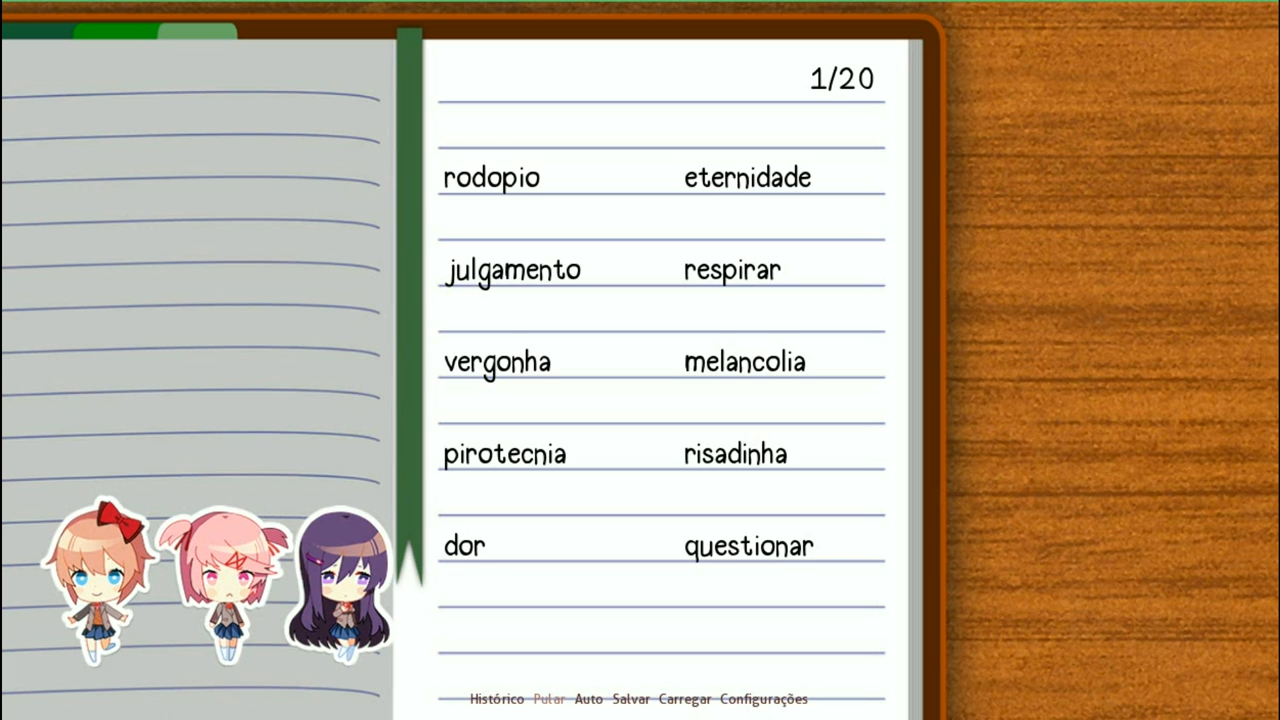 1/20
rodopio eternidade
julgamento respirar
vergonha melancolia
pirotecnia risadinha
dor questionar
Histórico Pular Auto Salvar Carregar Configurações